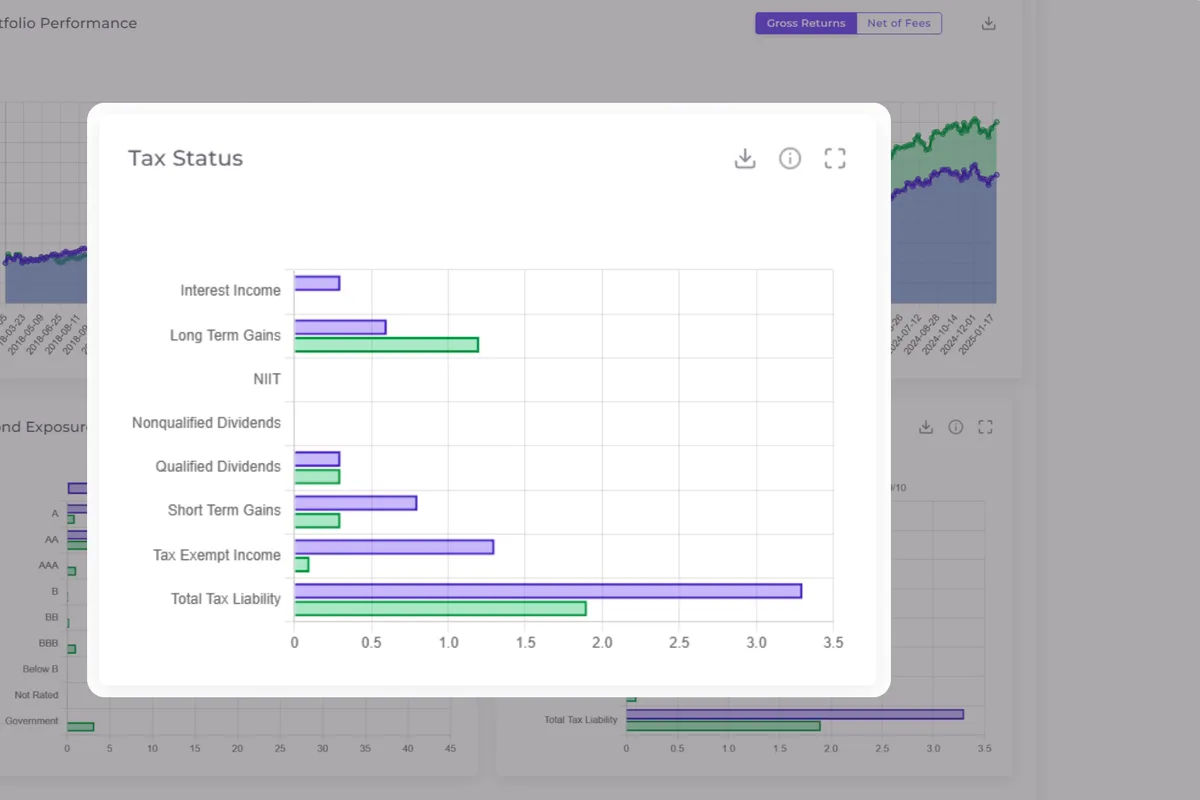 tfolio Performance
Gross Returns
Net of Fees
Tax Status
Interest Income
Long Term Gains
NIIT
Nonqualified Dividends
Qualified Dividends
Short Term Gains
Tax Exempt Income
Total Tax Liability
0 0.5 1.0 1.5 2.0 2.5 3.0 3.5
18-03-23
2018-05-09
2018-06-25
2018-08-11
2024-07-12
2024-08-28
2024-10-14
2024-12-01
2025-01-17
nd Exposur
A
AA
AAA
B
BB
BBB
Below B
Not Rated
Government
0 5 10 15 20 25 30 35 40 45
/10
Total Tax Liability
0 0.5 1.0 1.5 2.0 2.5 3.0 3.5